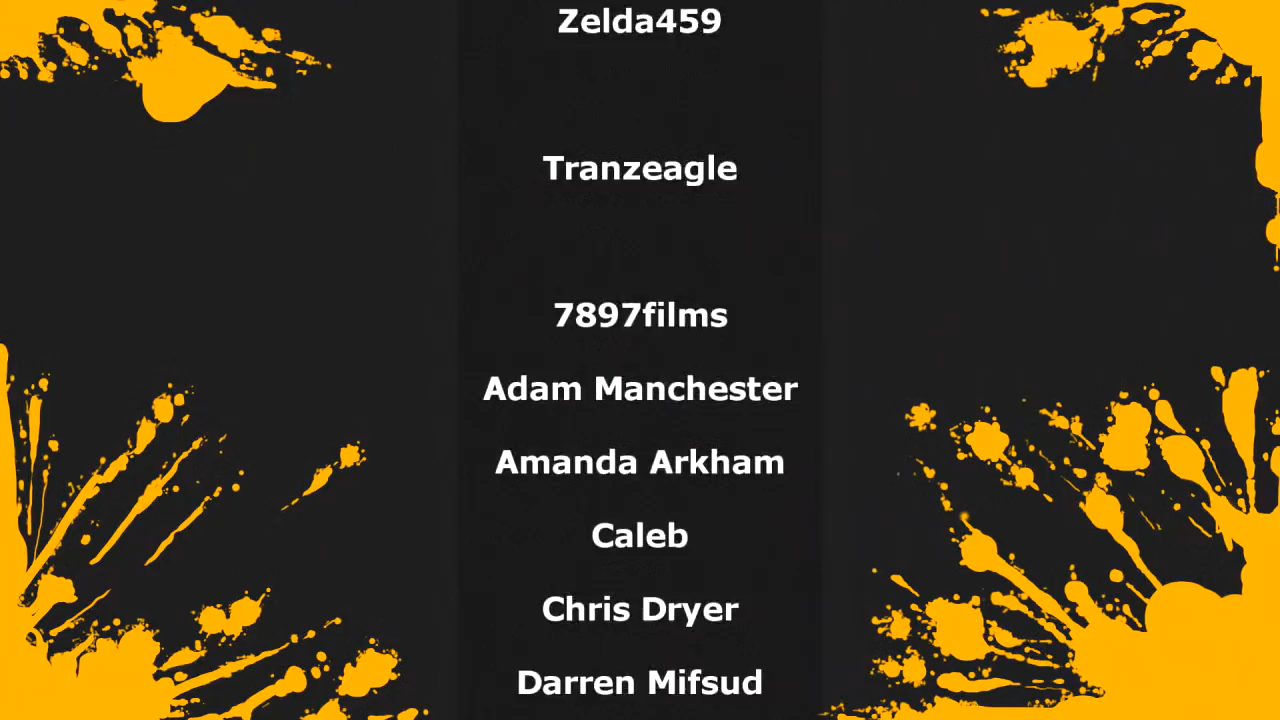 Zelda459
Tranzeagle
7897films
Adam Manchester
Amanda Arkham
Caleb
Chris Dryer
Darren Mifsud